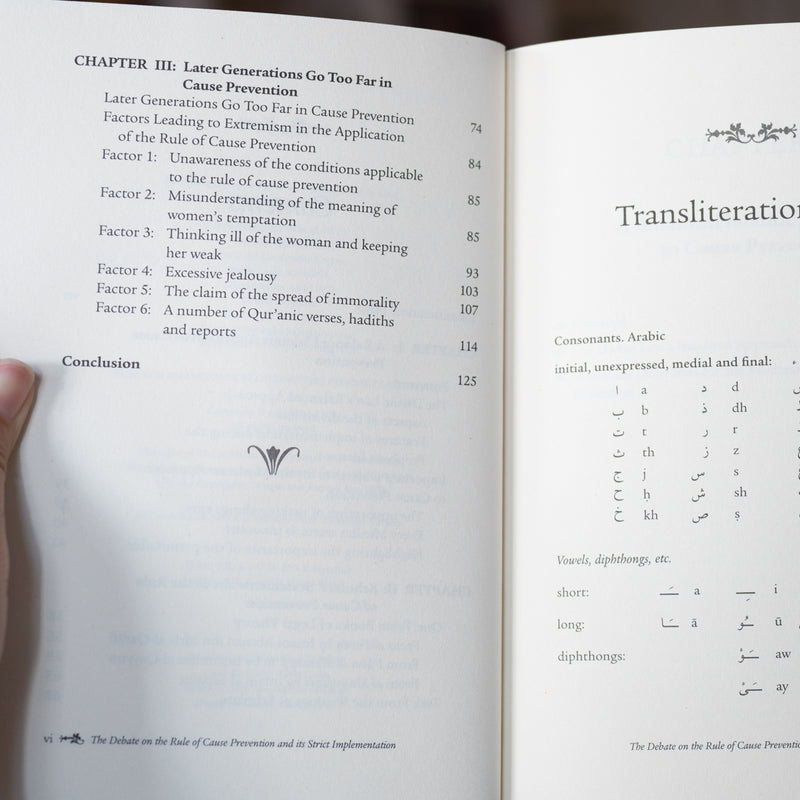 CHAPTER III: Later Generations Go Too Far in
Cause Prevention
Later Generations Go Too Far in Cause Prevention 74
Factors Leading to Extremism in the Application
of the Rule of Cause Prevention 84
Factor 1: Unawareness of the conditions applicable
to the rule of cause prevention 85
Factor 2: Misunderstanding of the meaning of
women's temptation 85
Factor 3: Thinking ill of the woman and keeping
her weak 93
Factor 4: Excessive jealousy 103
Factor 5: The claim of the spread of immorality 107
Factor 6: A number of Qur'anic verses, hadiths
and reports 114
Conclusion 125
vi The Debate on the Rule of Cause Prevention and its Strict Implementation
Transliteration
Consonants. Arabic
initial, unexpressed, medial and final:
ا a د d
ب b ذ dh
ت t ر r
ث th ز z
ج j س s
ح ḥ ش sh
خ kh ص ṣ
Vowels, diphthongs, etc.
short: ـَ a ـِ i
long: ـَا ā ـُو ū
diphthongs: ـَوْ aw
ـَىْ ay
The Debate on the Rule of Cause